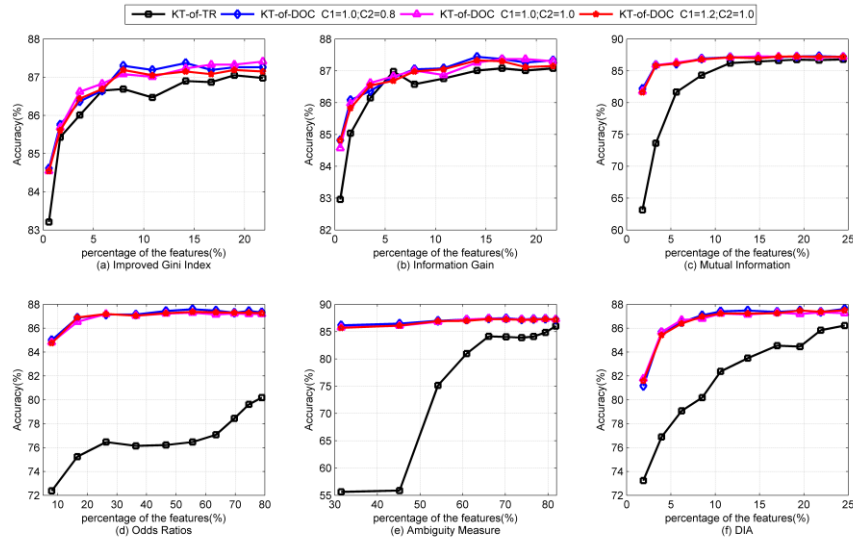 KT-of-TR KT-of-DOC C1=1.0;C2=0.8 KT-of-DOC C1=1.0;C2=1.0 KT-of-DOC C1=1.2;C2=1.0
88
87
86
85
84
83
Accuracy(%)
0 5 10 15 20
percentage of the features(%)
(a) Improved Gini Index
88
87
86
85
84
83
82
Accuracy(%)
0 5 10 15 20
percentage of the features(%)
(b) Information Gain
90
85
80
75
70
65
60
Accuracy(%)
0 5 10 15 20 25
percentage of the features(%)
(c) Mutual Information
88
86
84
82
80
78
76
74
72
Accuracy(%)
10 20 30 40 50 60 70 79
percentage of the features(%)
(d) Odds Ratios
90
85
80
75
70
65
60
55
Accuracy(%)
30 40 50 60 70 80
percentage of the features(%)
(e) Ambiguity Measure
88
86
84
82
80
78
76
74
72
Accuracy(%)
0 5 10 15 20 25
percentage of the features(%)
(f) DIA